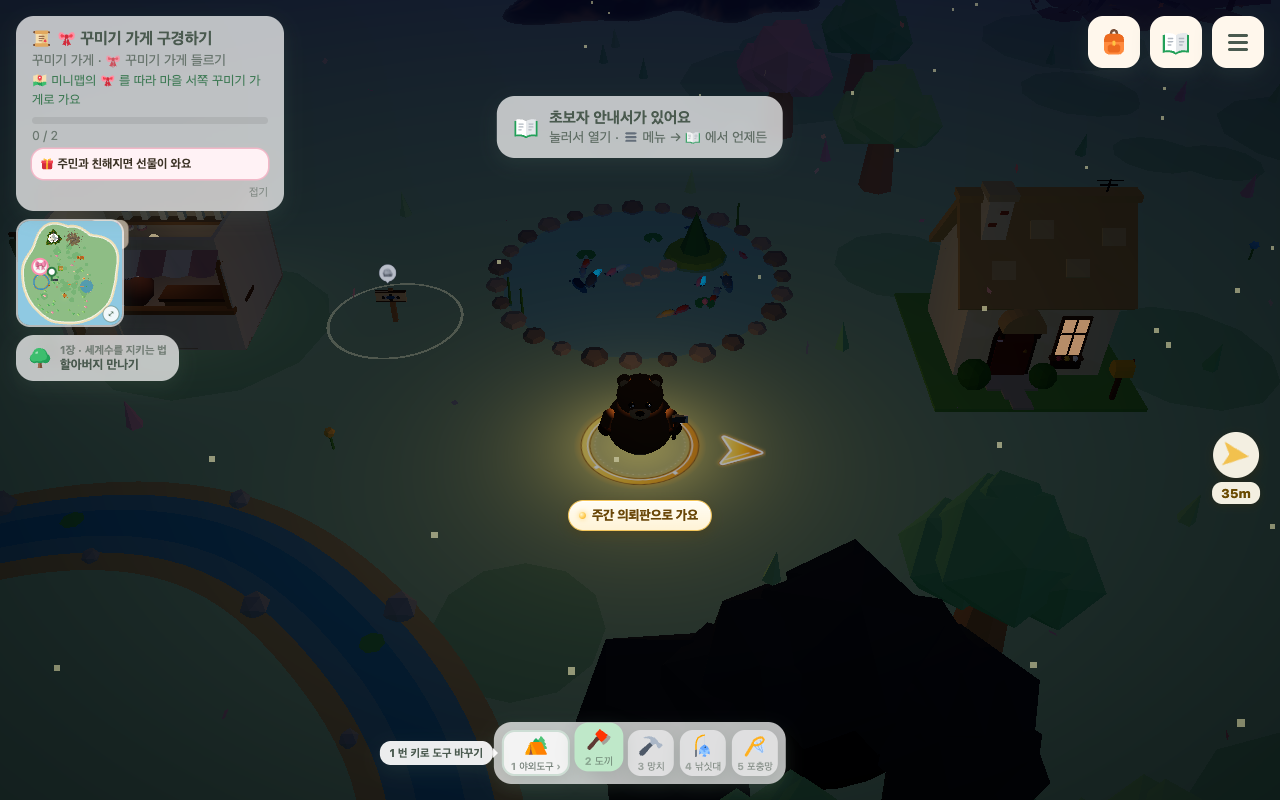 꾸미기 가게 구경하기
꾸미기 가게 · 꾸미기 가게 들르기
미니맵의 를 따라 마을 서쪽 꾸미기 가
게로 가요
0 / 2
주민과 친해지면 선물이 와요
접기
1장 · 세계수를 지키는 법
할아버지 만나기
초보자 안내서가 있어요
눌러서 열기 · 메뉴 → 에서 언제든
주간 의뢰판으로 가요
35m
1 번 키로 도구 바꾸기
1 야외도구 ›
2 도끼
3 망치
4 낚싯대
5 포충망